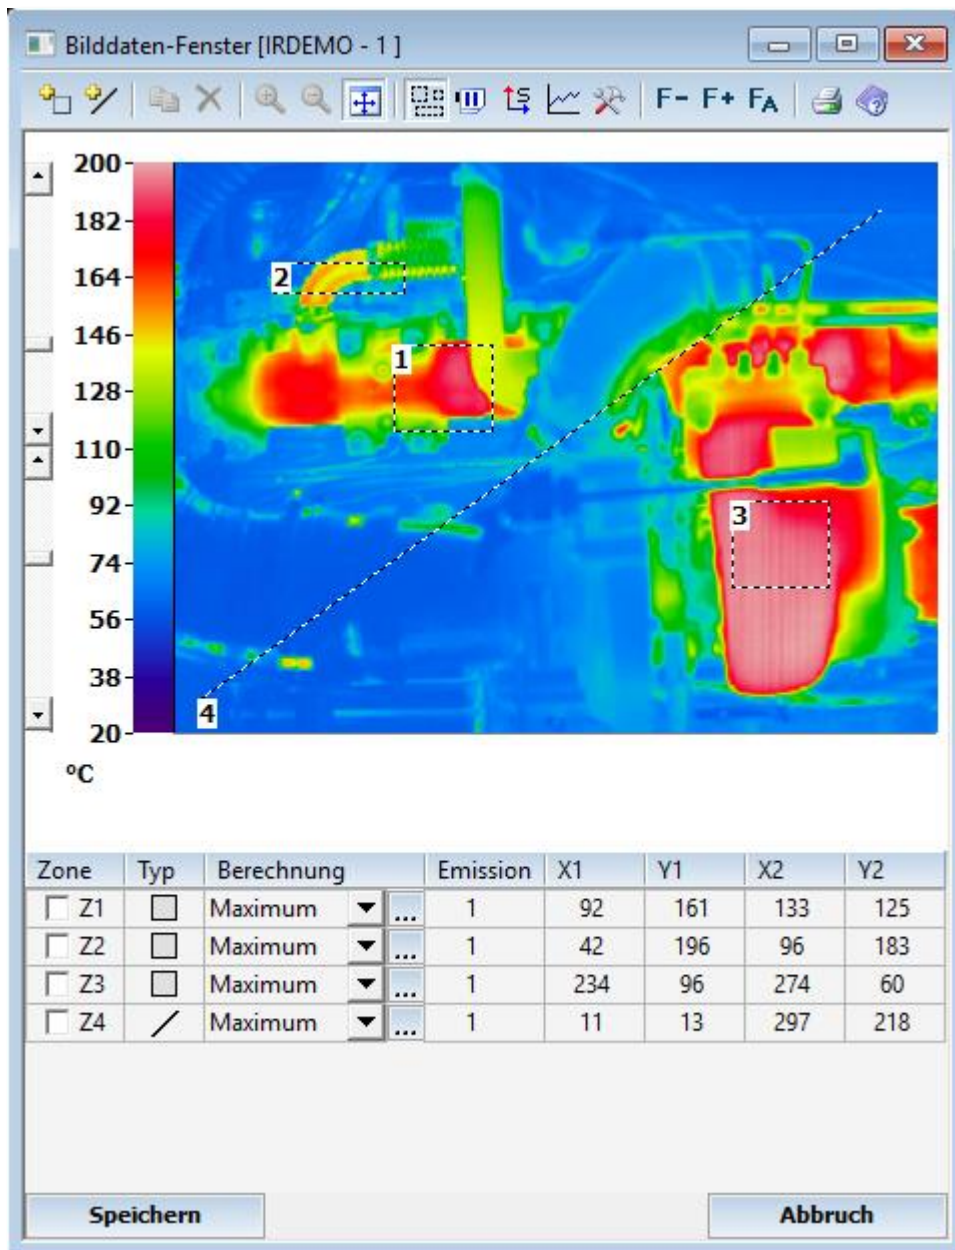 Bilddaten-Fenster [IRDEMO - 1 ]
F- F+ FA
200
182
164
146
128
110
92
74
56
38
20
°C
2
1
3
4
Zone Typ Berechnung Emission X1 Y1 X2 Y2
Z1 Maximum ... 1 92 161 133 125
Z2 Maximum ... 1 42 196 96 183
Z3 Maximum ... 1 234 96 274 60
Z4 Maximum ... 1 11 13 297 218
Speichern Abbruch